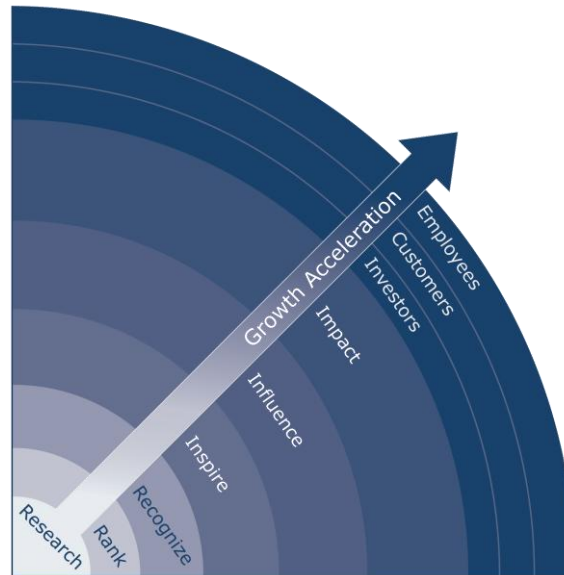 Growth Acceleration
Employees
Customers
Investors
Impact
Influence
Inspire
Recognize
Rank
Research